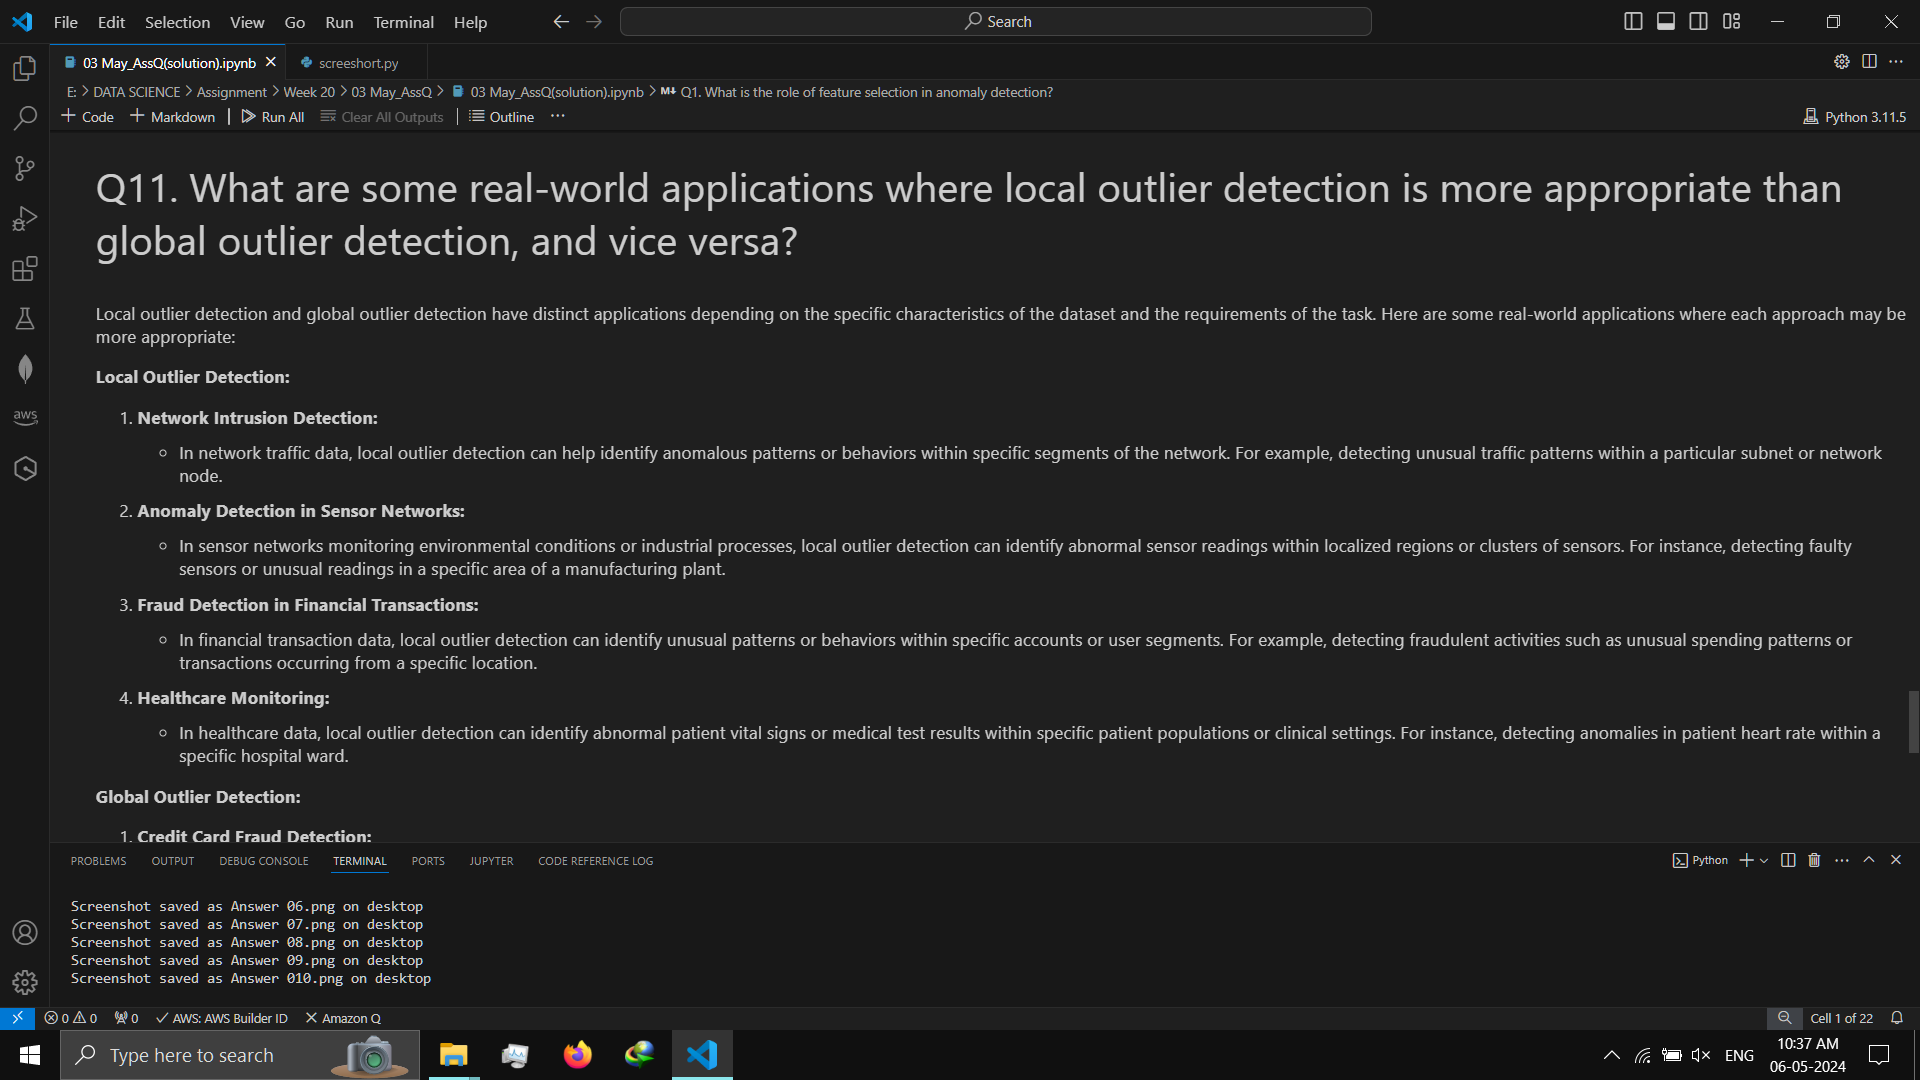 File Edit Selection View Go Run Terminal Help Search
03 May_AssQ(solution).ipynb screeshort.py
E: > DATA SCIENCE > Assignment > Week 20 > 03 May_AssQ > 03 May_AssQ(solution).ipynb > M↓ Q1. What is the role of feature selection in anomaly detection?
+ Code + Markdown | Run All Clear All Outputs | Outline ··· Python 3.11.5
Q11. What are some real-world applications where local outlier detection is more appropriate than
global outlier detection, and vice versa?
Local outlier detection and global outlier detection have distinct applications depending on the specific characteristics of the dataset and the requirements of the task. Here are some real-world applications where each approach may be
more appropriate:
Local Outlier Detection:
1. Network Intrusion Detection:
◦ In network traffic data, local outlier detection can help identify anomalous patterns or behaviors within specific segments of the network. For example, detecting unusual traffic patterns within a particular subnet or network
node.
2. Anomaly Detection in Sensor Networks:
◦ In sensor networks monitoring environmental conditions or industrial processes, local outlier detection can identify abnormal sensor readings within localized regions or clusters of sensors. For instance, detecting faulty
sensors or unusual readings in a specific area of a manufacturing plant.
3. Fraud Detection in Financial Transactions:
◦ In financial transaction data, local outlier detection can identify unusual patterns or behaviors within specific accounts or user segments. For example, detecting fraudulent activities such as unusual spending patterns or
transactions occurring from a specific location.
4. Healthcare Monitoring:
◦ In healthcare data, local outlier detection can identify abnormal patient vital signs or medical test results within specific patient populations or clinical settings. For instance, detecting anomalies in patient heart rate within a
specific hospital ward.
Global Outlier Detection:
1. Credit Card Fraud Detection:
PROBLEMS OUTPUT DEBUG CONSOLE TERMINAL PORTS JUPYTER CODE REFERENCE LOG Python
Screenshot saved as Answer 06.png on desktop
Screenshot saved as Answer 07.png on desktop
Screenshot saved as Answer 08.png on desktop
Screenshot saved as Answer 09.png on desktop
Screenshot saved as Answer 010.png on desktop
aws
0 0 0 AWS: AWS Builder ID Amazon Q Cell 1 of 22
Type here to search ENG 10:37 AM
06-05-2024